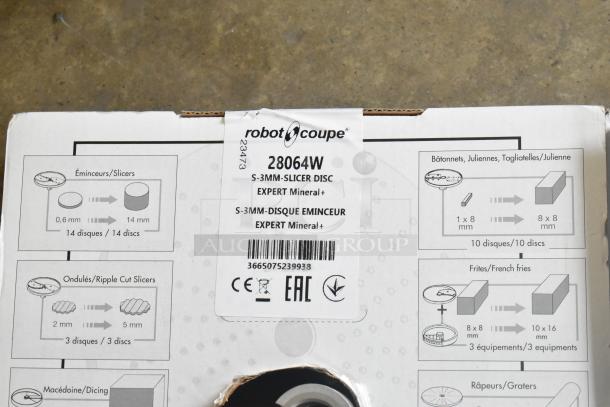 robot coupe®
23473
28064W
S-3MM-SLICER DISC
EXPERT Mineral+
S-3MM-DISQUE EMINCEUR
EXPERT Mineral+
3665075239938
CE EAC
Éminceurs/Slicers
0,6 mm 14 mm
14 disques / 14 discs
Ondulés/Ripple Cut Slicers
2 mm 5 mm
3 disques / 3 discs
Macédoine/Dicing
Bâtonnets, Juliennes, Tagliatelles/Julienne
1 x 8 mm 8 x 8 mm
10 disques/10 discs
Frites/French fries
+
8 x 8 mm 10 x 16 mm
3 équipements/3 equipments
Râpeurs/Graters
AUCTION GROUP